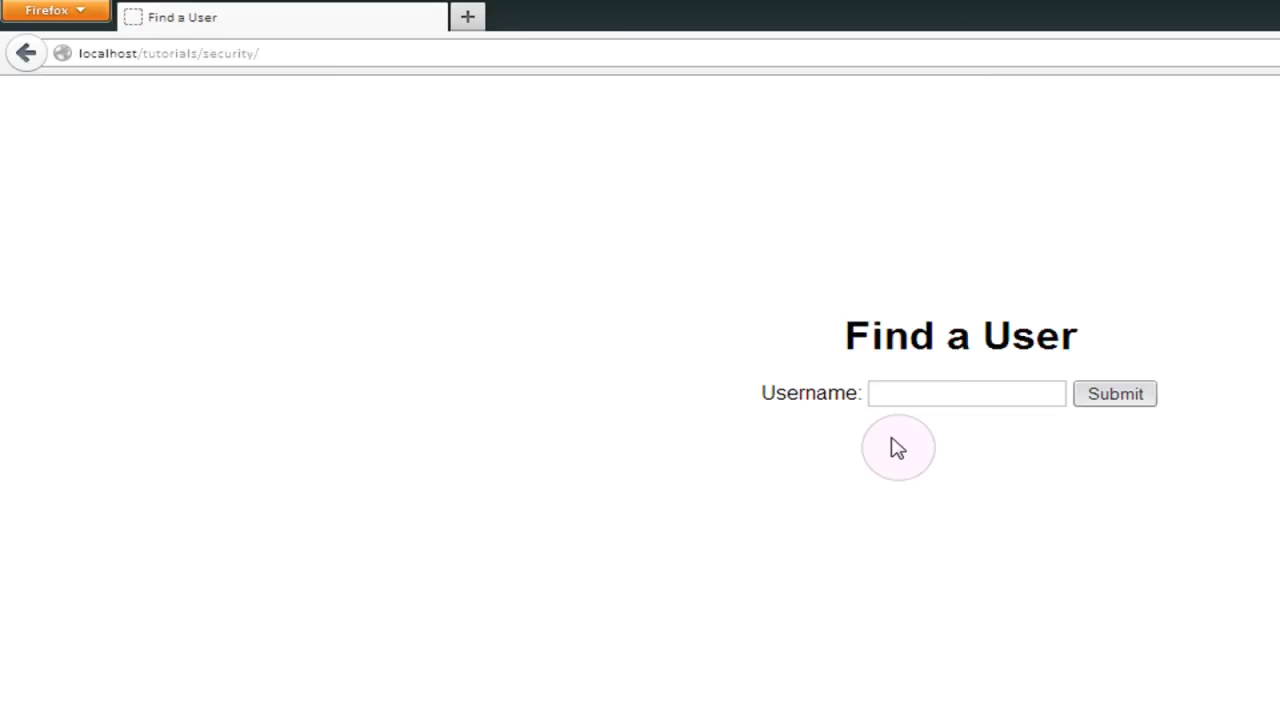 Firefox
Find a User
localhost/tutorials/security/
Find a User
Username:
Submit